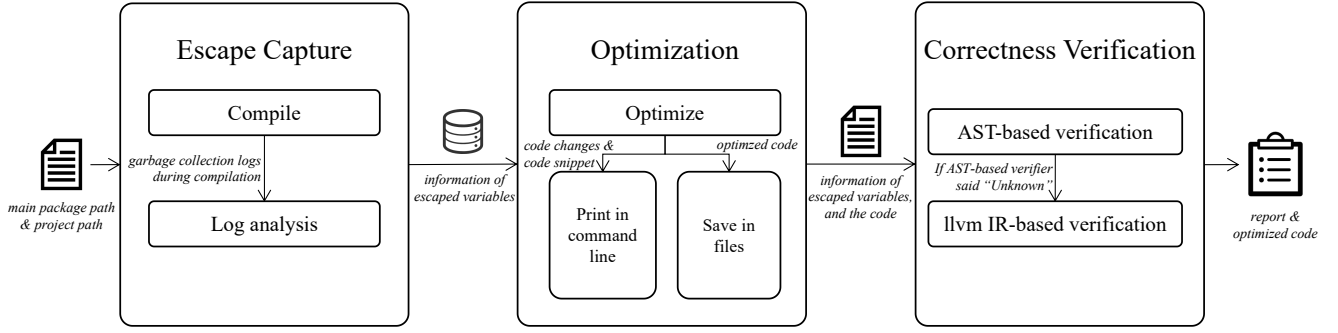 main package path
& project path
Escape Capture
Compile
garbage collection logs
during compilation
Log analysis
information of
escaped variables
Optimization
Optimize
code changes &
code snippet
optimzed code
Print in
command
line
Save in
files
information of
escaped variables,
and the code
Correctness Verification
AST-based verification
If AST-based verifier
said “Unknown”
llvm IR-based verification
report &
optimized code